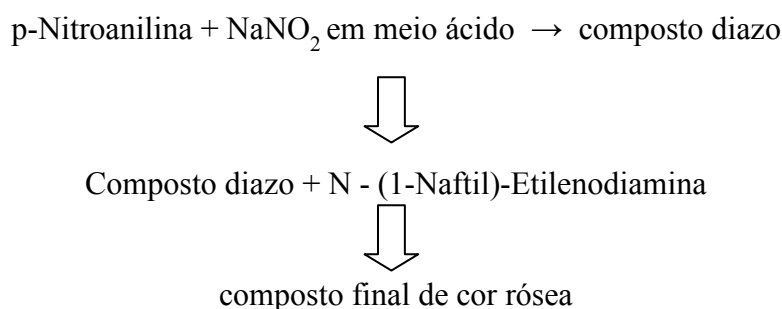 p-Nitroanilina + NaNO₂ em meio ácido → composto diazo
Composto diazo + N - (1-Naftil)-Etilenodiamina
composto final de cor rósea